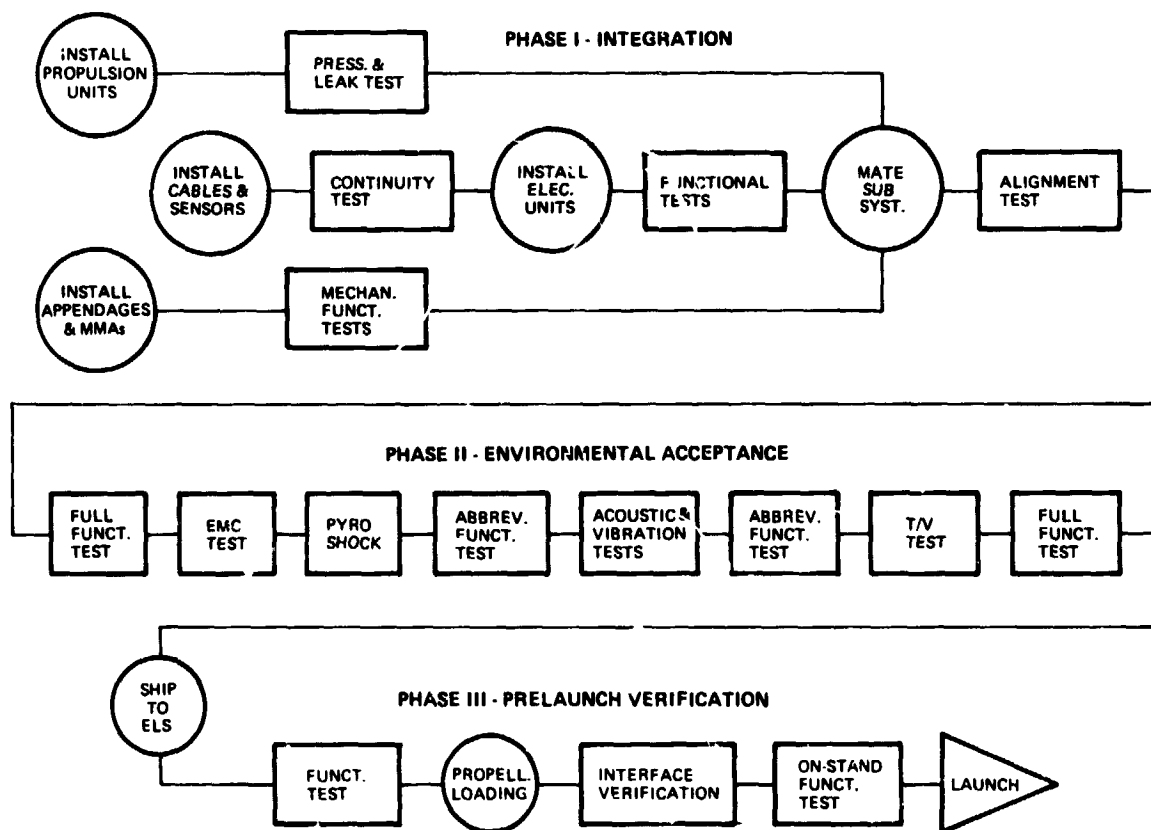 PHASE I - INTEGRATION
INSTALL
PROPULSION
UNITS
PRESS. &
LEAK TEST
INSTALL
CABLES &
SENSORS
CONTINUITY
TEST
INSTALL
ELEC.
UNITS
FUNCTIONAL
TESTS
MATE
SUB
SYST.
ALIGNMENT
TEST
INSTALL
APPENDAGES
& MMAs
MECHAN.
FUNCT.
TESTS
PHASE II - ENVIRONMENTAL ACCEPTANCE
FULL
FUNCT.
TEST
EMC
TEST
PYRO
SHOCK
ABBREV.
FUNCT.
TEST
ACOUSTIC &
VIBRATION
TESTS
ABBREV.
FUNCT.
TEST
T/V
TEST
FULL
FUNCT.
TEST
SHIP
TO
ELS
PHASE III - PRELAUNCH VERIFICATION
FUNCT.
TEST
PROPELL.
LOADING
INTERFACE
VERIFICATION
ON-STAND
FUNCT.
TEST
LAUNCH